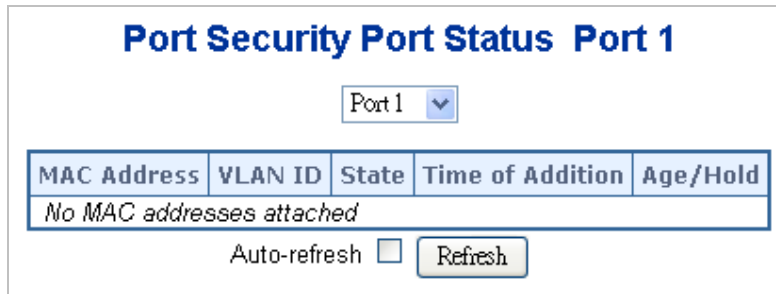 Port Security Port Status Port 1
Port 1
MAC Address VLAN ID State Time of Addition Age/Hold
No MAC addresses attached
Auto-refresh Refresh